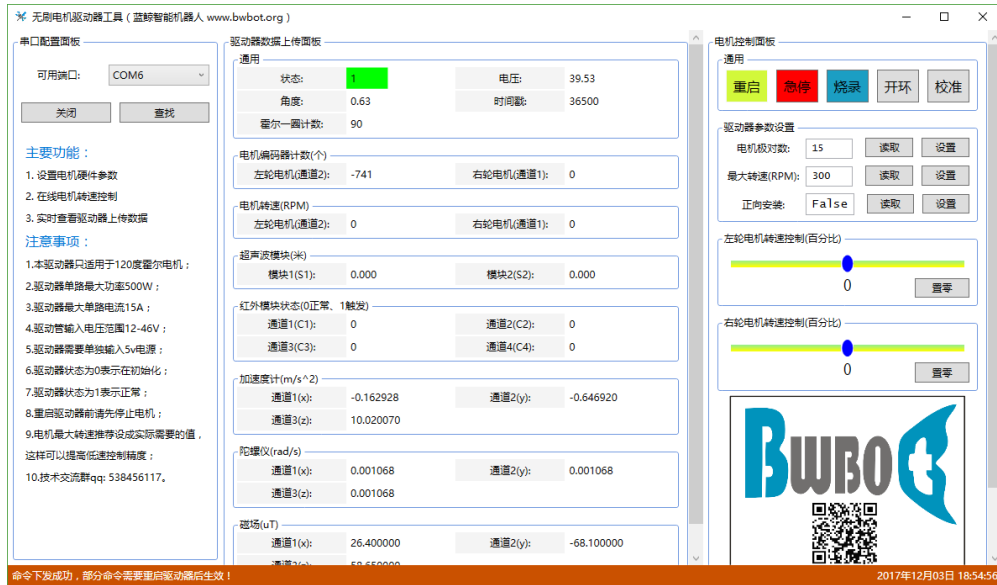 无刷电机驱动器工具（蓝鲸智能机器人 www.bwbot.org）
串口配置面板
可用端口: COM6
关闭 查找
主要功能：
1. 设置电机硬件参数
2. 在线电机转速控制
3. 实时查看驱动器上传数据
注意事项：
1.本驱动器只适用于120度霍尔电机；
2.驱动器单路最大功率500W；
3.驱动器最大单路电流15A；
4.驱动管输入电压范围12-46V；
5.驱动器需要单独输入5v电源；
6.驱动器状态为0表示在初始化；
7.驱动器状态为1表示正常；
8.重启驱动器前请先停止电机；
9.电机最大转速推荐设成实际需要的值，
这样可以提高低速控制精度；
10.技术交流群qq: 538456117。
驱动器数据上传面板
通用
状态: 1 电压: 39.53
角度: 0.63 时间戳: 36500
霍尔一圈计数: 90
电机编码器计数(个)
左轮电机(通道2): -741 右轮电机(通道1): 0
电机转速(RPM)
左轮电机(通道2): 0 右轮电机(通道1): 0
超声波模块(米)
模块1(S1): 0.000 模块2(S2): 0.000
红外模块状态(0正常、1触发)
通道1(C1): 0 通道2(C2): 0
通道3(C3): 0 通道4(C4): 0
加速度计(m/s^2)
通道1(x): -0.162928 通道2(y): -0.646920
通道3(z): 10.020070
陀螺仪(rad/s)
通道1(x): 0.001068 通道2(y): 0.001068
通道3(z): 0.001068
磁场(uT)
通道1(x): 26.400000 通道2(y): -68.100000
电机控制面板
通用
重启 急停 烧录 开环 校准
驱动器参数设置
电机极对数: 15 读取 设置
最大转速(RPM): 300 读取 设置
正向安装: False 读取 设置
左轮电机转速控制(百分比)
0 置零
右轮电机转速控制(百分比)
0 置零
BWBOT
命令下发成功，部分命令需要重启驱动器后生效！ 2017年12月03日 18:54:56